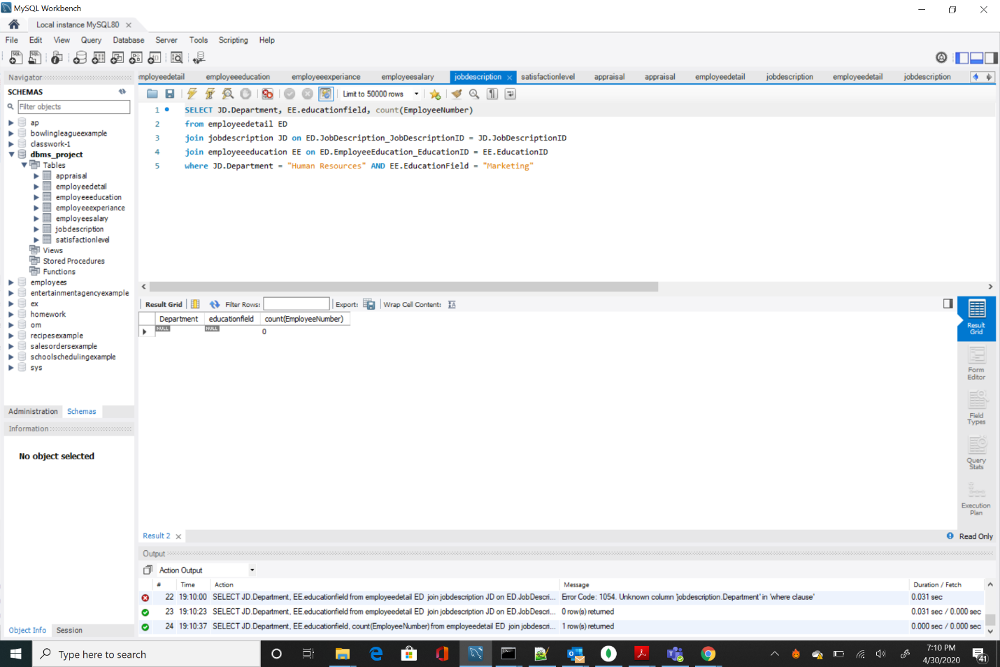 MySQL Workbench
Local instance MySQL80
File Edit View Query Database Server Tools Scripting Help
Navigator
SCHEMAS
Filter objects
ap
bowlingleagueexample
classwork-1
dbms_project
Tables
appraisal
employeedetail
employeeeducation
employeeexperiance
employeesalary
jobdescription
satisfactionlevel
Views
Stored Procedures
Functions
employees
entertainmentagencyexample
ex
homework
om
recipesexample
salesordersexample
schoolschedulingexample
sys
Administration Schemas
Information
No object selected
Object Info Session
mployeedetail employeeeducation employeeexperiance employeesalary jobdescription satisfactionlevel appraisal appraisal employeedetail jobdescription employeedetail jobdescription
Limit to 50000 rows
1 SELECT JD.Department, EE.educationfield, count(EmployeeNumber)
2 from employeedetail ED
3 join jobdescription JD on ED.JobDescription_JobDescriptionID = JD.JobDescriptionID
4 join employeeeducation EE on ED.EmployeeEducation_EducationID = EE.EducationID
5 where JD.Department = "Human Resources" AND EE.EducationField = "Marketing"
Result Grid Filter Rows: Export: Wrap Cell Content:
Department educationfield count(EmployeeNumber)
NULL NULL 0
Result Grid
Form Editor
Field Types
Query Stats
Execution Plan
Result 2
Read Only
Output
Action Output
# Time Action Message Duration / Fetch
22 19:10:00 SELECT JD.Department, EE.educationfield from employeedetail ED join jobdescription JD on ED.JobDescri... Error Code: 1054. Unknown column 'jobdescription.Department' in 'where clause' 0.031 sec
23 19:10:23 SELECT JD.Department, EE.educationfield from employeedetail ED join jobdescription JD on ED.JobDescri... 0 row(s) returned 0.031 sec / 0.000 sec
24 19:10:37 SELECT JD.Department, EE.educationfield, count(EmployeeNumber) from employeedetail ED join jobdescri... 1 row(s) returned 0.000 sec / 0.000 sec
Type here to search
7:10 PM
4/30/2020
41